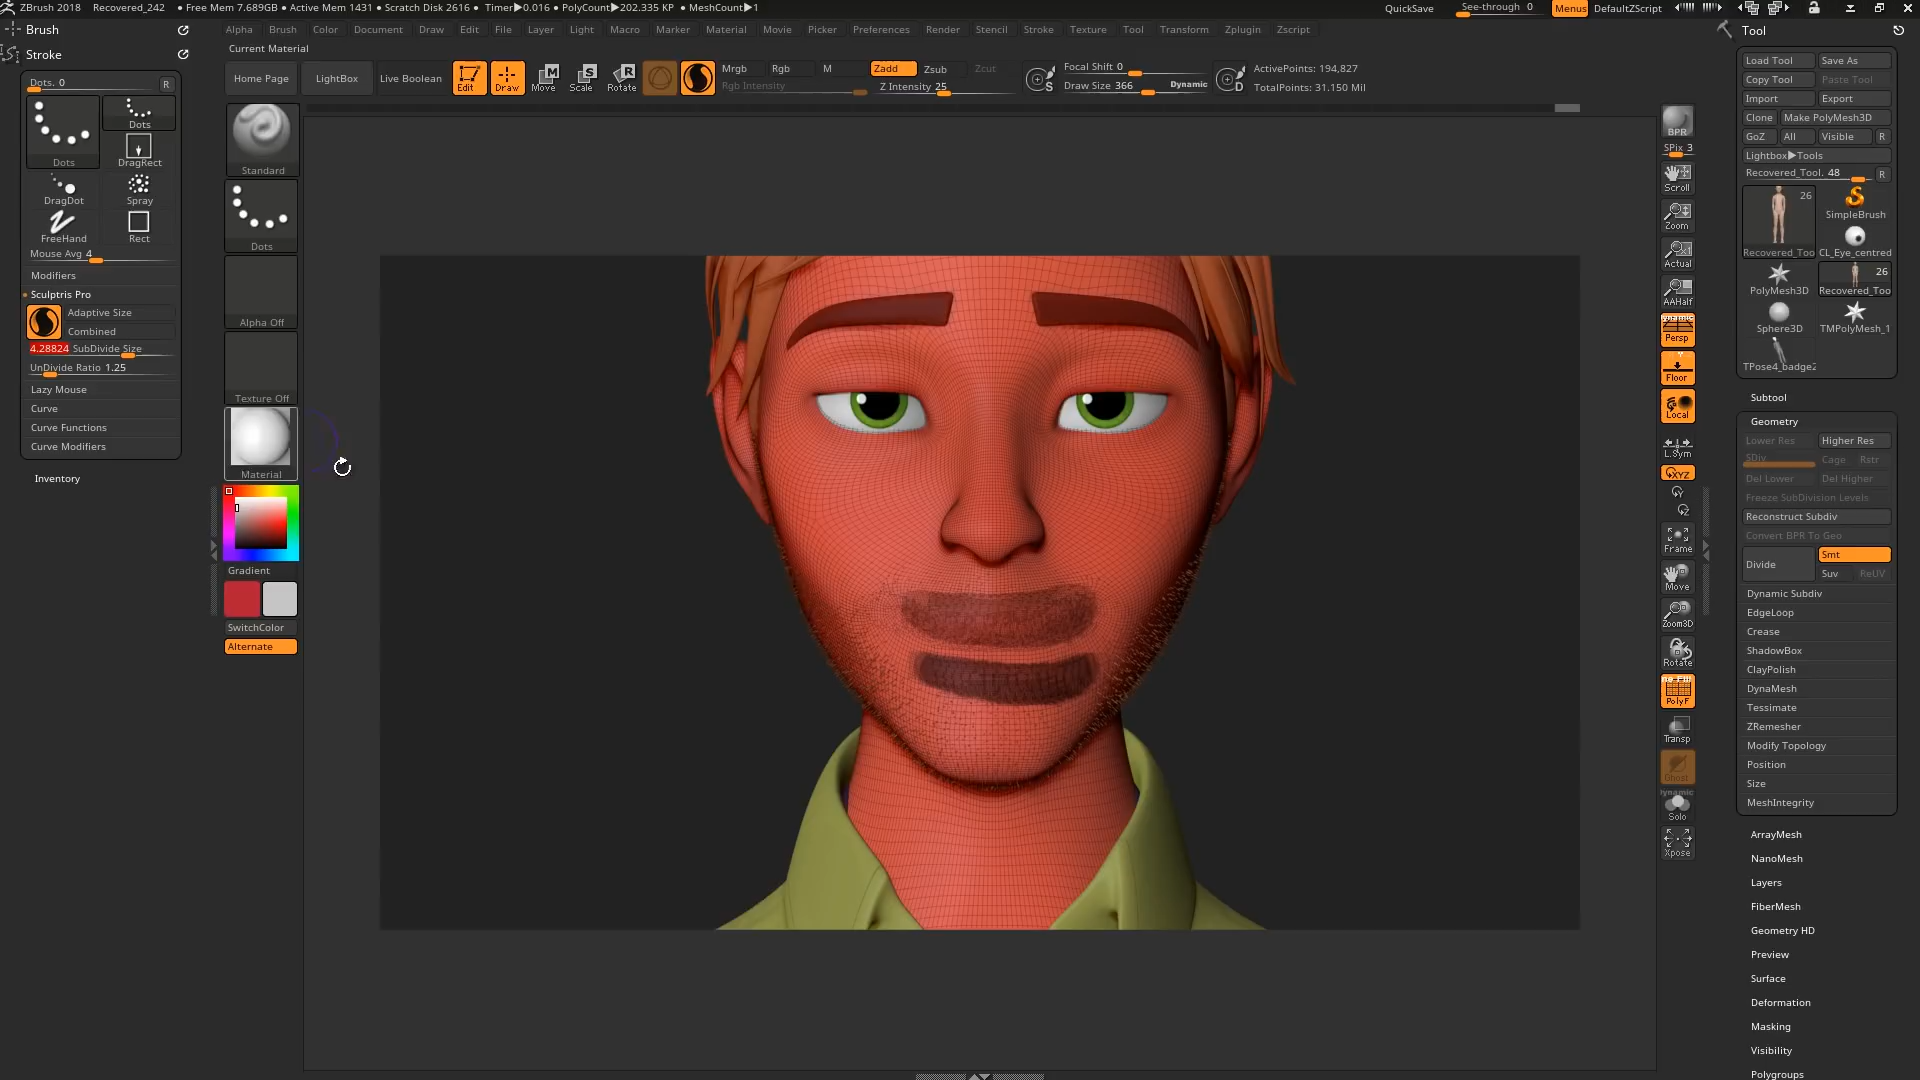 ZBrush 2018 Recovered_242 • Free Mem 7.689GB • Active Mem 1431 • Scratch Disk 2616 • Timer▶0.016 • PolyCount▶202.335 KP • MeshCount▶1 QuickSave See-through 0 Menus DefaultZScript
Brush
Alpha Brush Color Document Draw Edit File Layer Light Macro Marker Material Movie Picker Preferences Render Stencil Stroke Texture Tool Transform Zplugin Zscript
Tool
Stroke
Current Material
Home Page LightBox Live Boolean Edit Draw Move Scale Rotate
Mrgb Rgb M Zadd Zsub Zcut
Rgb Intensity Z Intensity 25
Focal Shift 0
Draw Size 366 Dynamic
ActivePoints: 194,827
TotalPoints: 31.150 Mil
Dots. 0 R
Dots
Dots
DragRect
DragDot Spray
FreeHand Rect
Mouse Avg 4
Modifiers
Sculptris Pro
Adaptive Size
Combined
4.28824 SubDivide Size
UnDivide Ratio 1.25
Lazy Mouse
Curve
Curve Functions
Curve Modifiers
Inventory
Standard
Dots
Alpha Off
Texture Off
Material
Gradient
SwitchColor
Alternate
BPR
SPix 3
Scroll
Zoom
Actual
AAHalf
Dynamic
Persp
Floor
Local
L.Sym
XYZ
Y
Z
Frame
Move
Zoom3D
Rotate
PolyF
Transp
Ghost
Dynamic
Solo
Xpose
Load Tool Save As
Copy Tool Paste Tool
Import Export
Clone Make PolyMesh3D
GoZ All Visible R
Lightbox▶Tools
Recovered_Tool. 48 R
26
SimpleBrush
Recovered_Too CL_Eye_centred
26
PolyMesh3D Recovered_Too
Sphere3D TMPolyMesh_1
TPose4_badge2
Subtool
Geometry
Lower Res Higher Res
SDiv Cage Rstr
Del Lower Del Higher
Freeze SubDivision Levels
Reconstruct Subdiv
Convert BPR To Geo
Divide
Smt
Suv ReUV
Dynamic Subdiv
EdgeLoop
Crease
ShadowBox
ClayPolish
DynaMesh
Tessimate
ZRemesher
Modify Topology
Position
Size
MeshIntegrity
ArrayMesh
NanoMesh
Layers
FiberMesh
Geometry HD
Preview
Surface
Deformation
Masking
Visibility
Polygroups